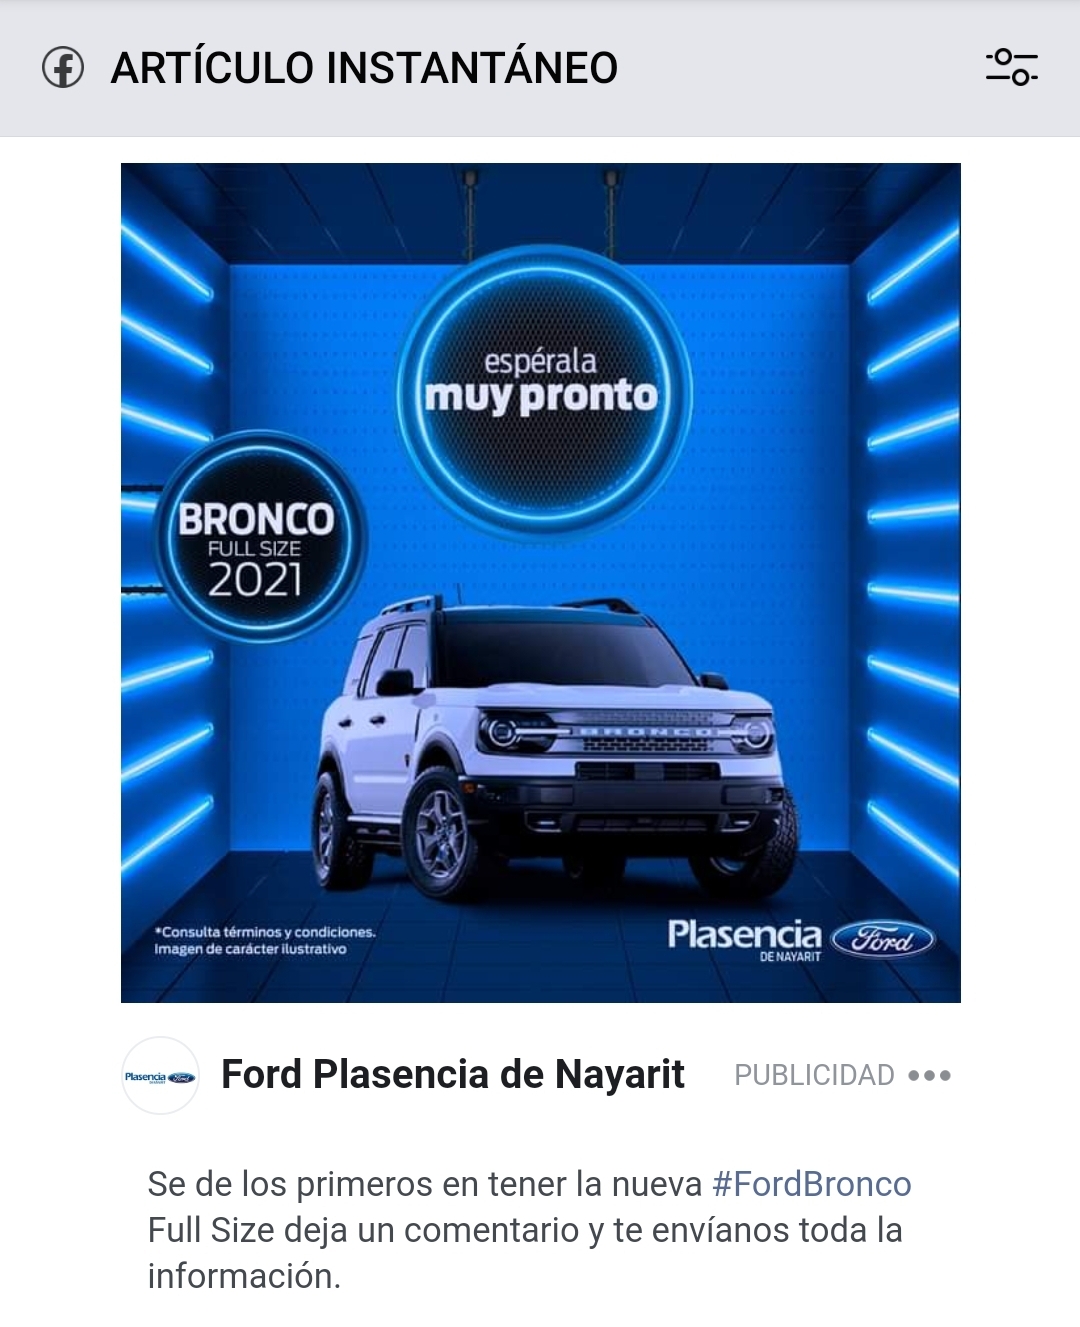 ARTÍCULO INSTANTÁNEO
espérala
muy pronto
BRONCO
FULL SIZE
2021
BRONCO
*Consulta términos y condiciones.
Imagen de carácter ilustrativo
Plasencia Ford
DE NAYARIT
Plasencia Ford
Ford Plasencia de Nayarit PUBLICIDAD
Se de los primeros en tener la nueva #FordBronco
Full Size deja un comentario y te envíanos toda la
información.